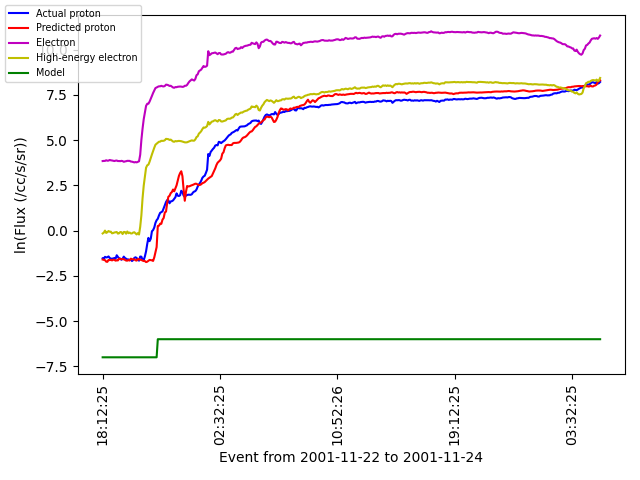 Actual proton
Predicted proton
Electron
High-energy electron
Model
10.0
7.5
5.0
2.5
0.0
−2.5
−5.0
−7.5
ln(Flux (/cc/s/sr))
18:12:25
02:32:25
10:52:26
19:12:25
03:32:25
Event from 2001-11-22 to 2001-11-24